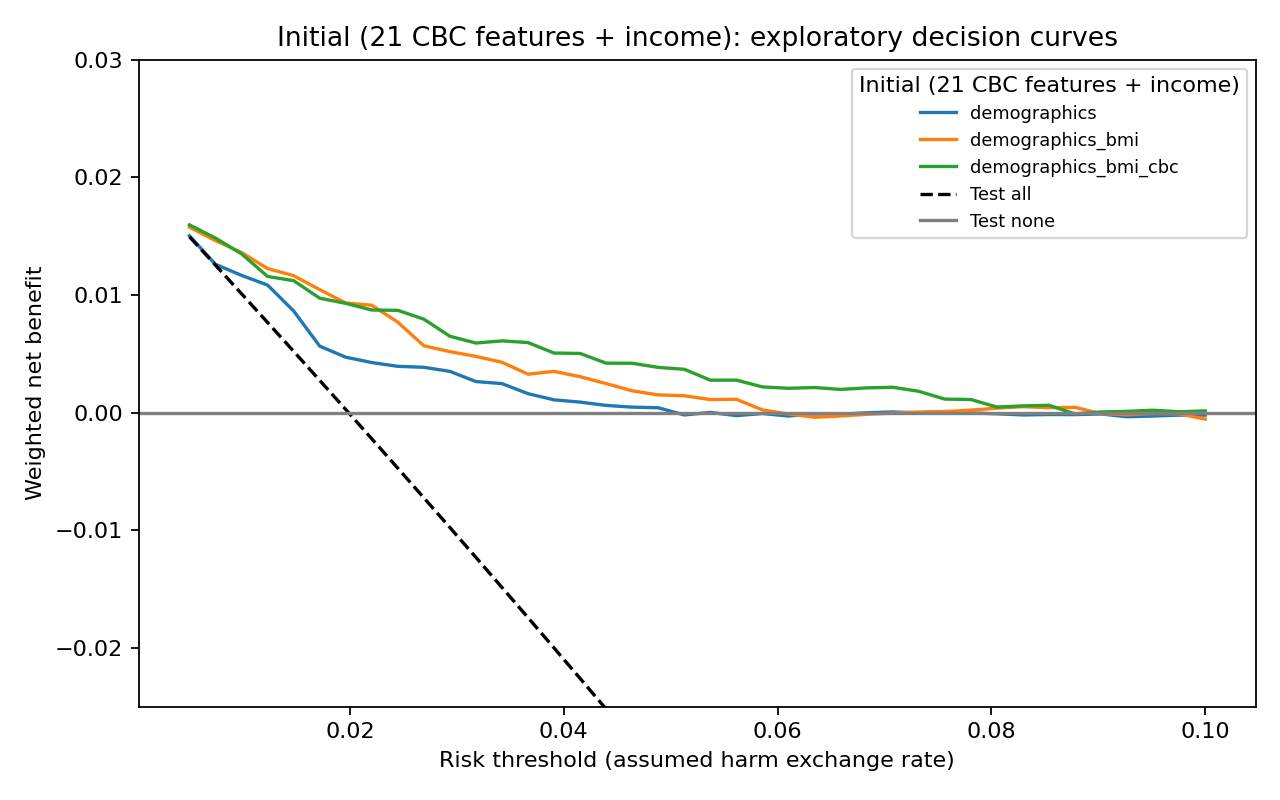 Initial (21 CBC features + income): exploratory decision curves
Initial (21 CBC features + income)
demographics
demographics_bmi
demographics_bmi_cbc
Test all
Test none
Weighted net benefit
0.03
0.02
0.01
0.00
−0.01
−0.02
0.02
0.04
0.06
0.08
0.10
Risk threshold (assumed harm exchange rate)